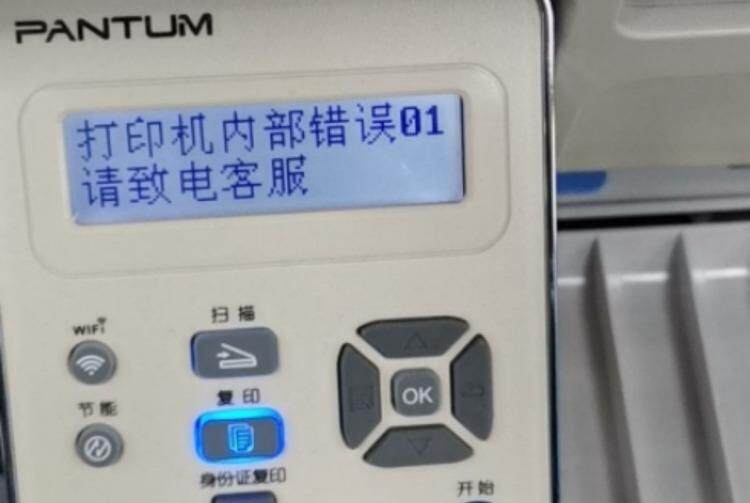 PANTUM
打印机内部错误01
请致电客服
WiFi
扫描
复印
OK
节能
身份证复印
开始